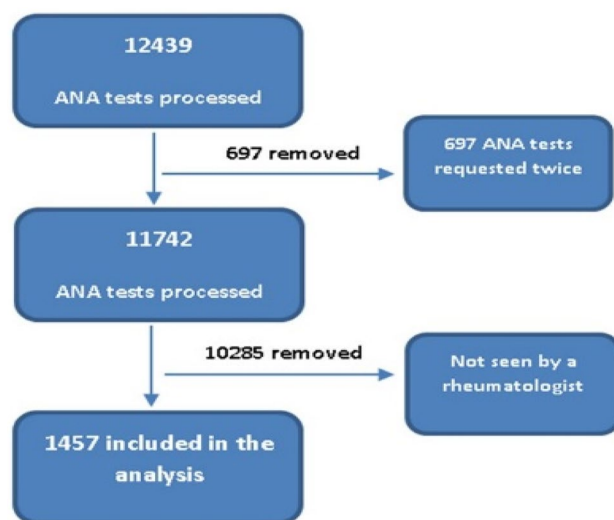 12439
ANA tests processed
697 removed
697 ANA tests
requested twice
11742
ANA tests processed
10285 removed
Not seen by a
rheumatologist
1457 included in the
analysis